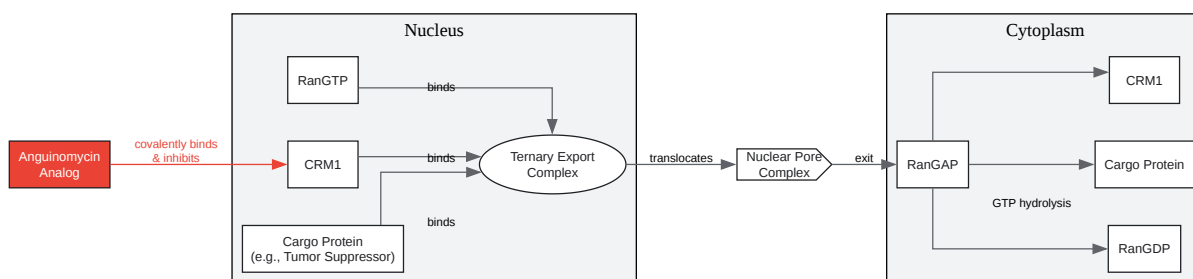 Nucleus
Cytoplasm
RanGTP
binds
CRM1
covalently binds
& inhibits
Anguinomycin
Analog
CRM1
binds
Ternary Export
Complex
translocates
Nuclear Pore
Complex
exit
RanGAP
Cargo Protein
GTP hydrolysis
binds
Cargo Protein
(e.g., Tumor Suppressor)
RanGDP